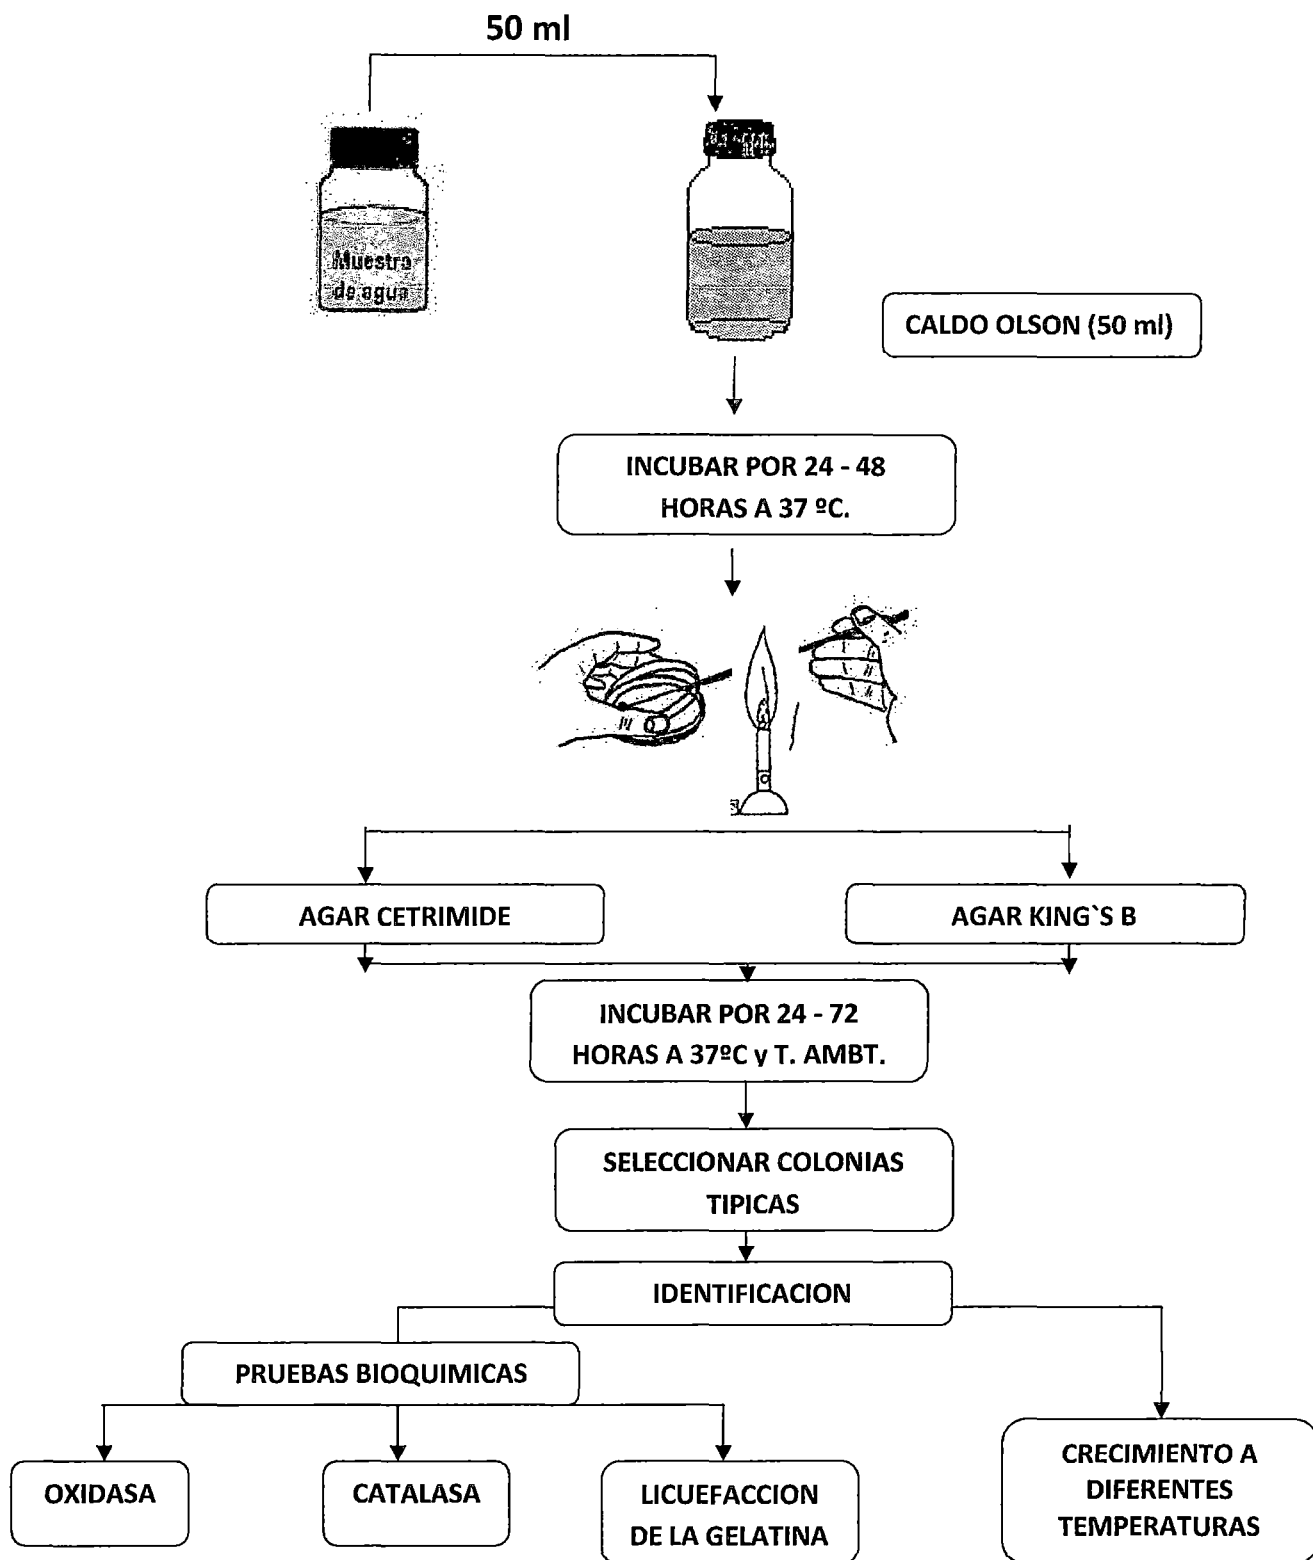 50 ml
Muestra
de agua
CALDO OLSON (50 ml)
INCUBAR POR 24 - 48
HORAS A 37 ºC.
AGAR CETRIMIDE
AGAR KING`S B
INCUBAR POR 24 - 72
HORAS A 37ºC y T. AMBT.
SELECCIONAR COLONIAS
TIPICAS
IDENTIFICACION
PRUEBAS BIOQUIMICAS
OXIDASA
CATALASA
LICUEFACCION
DE LA GELATINA
CRECIMIENTO A
DIFERENTES
TEMPERATURAS